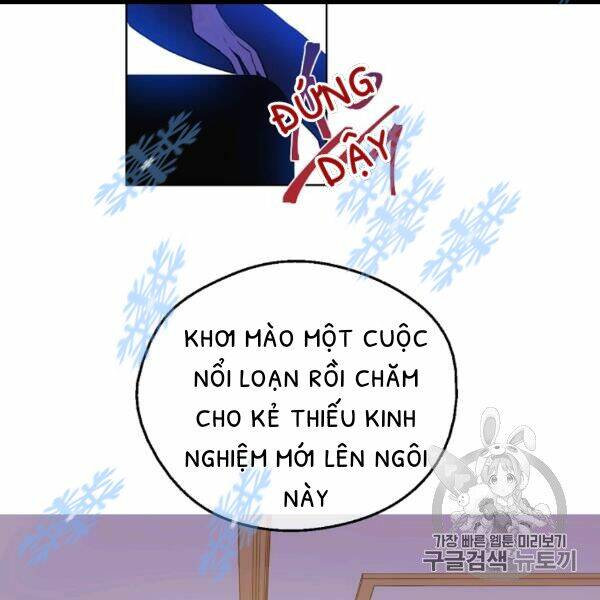 ĐỨNG
DẬY
KHƠI MÀO MỘT CUỘC
NỔI LOẠN RỒI CHĂM
CHO KẺ THIẾU KINH
NGHIỆM MỚI LÊN NGÔI
NÀY
가장 빠른 웹툰 미리보기
구글검색 뉴토끼